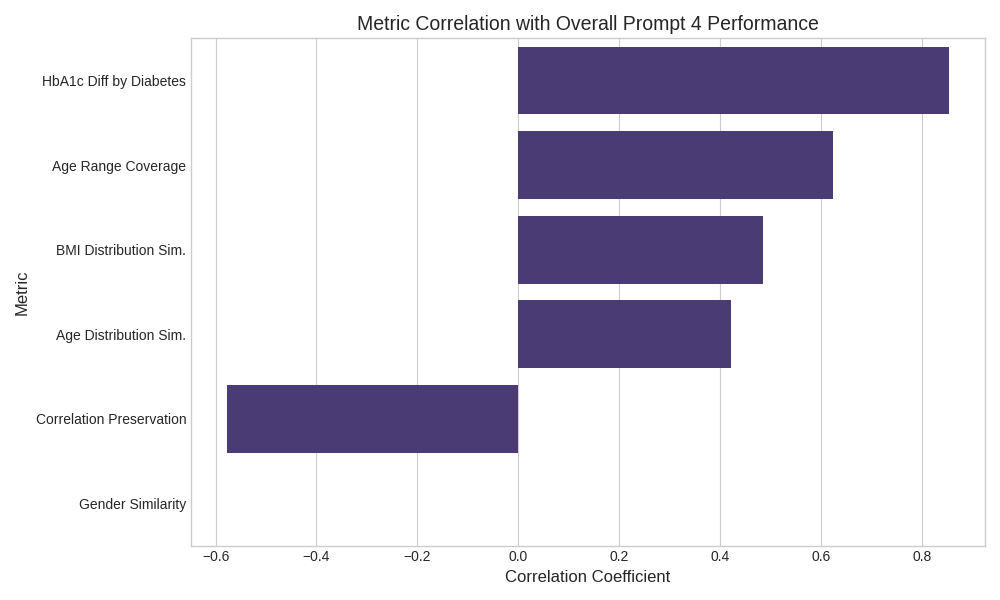 Metric Correlation with Overall Prompt 4 Performance
HbA1c Diff by Diabetes
Age Range Coverage
BMI Distribution Sim.
Age Distribution Sim.
Correlation Preservation
Gender Similarity
Metric
−0.6 −0.4 −0.2 0.0 0.2 0.4 0.6 0.8
Correlation Coefficient